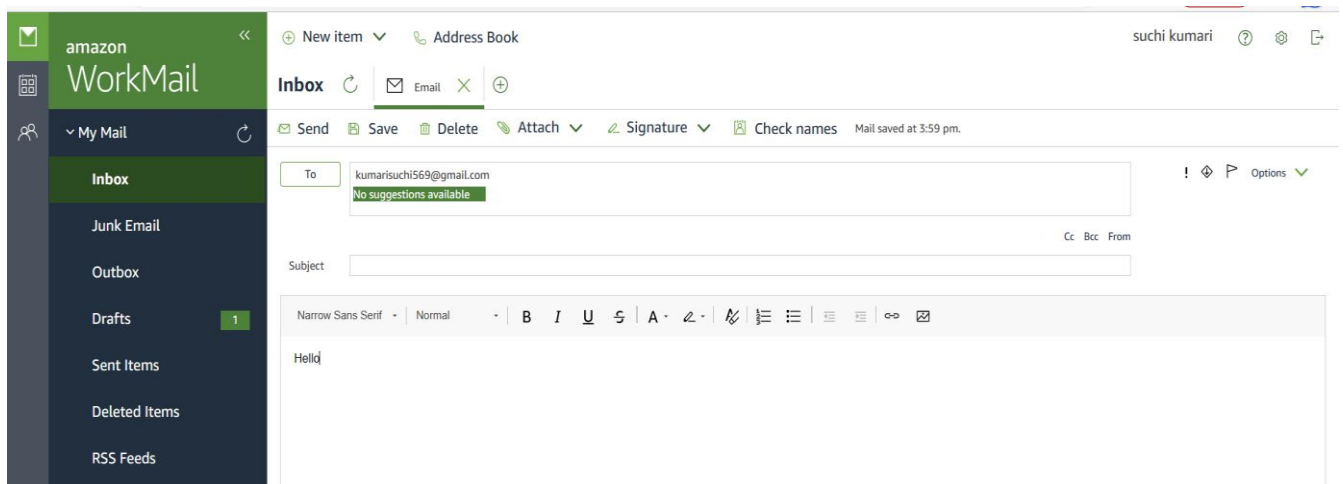 amazon
WorkMail
New item
Address Book
suchi kumari
Inbox
Email
My Mail
Send
Save
Delete
Attach
Signature
Check names
Mail saved at 3:59 pm.
Inbox
To
kumarisuchi569@gmail.com
Options
No suggestions available
Junk Email
Cc Bcc From
Outbox
Subject
Drafts
1
Narrow Sans Serif
Normal
B I U S A
Sent Items
Hello
Deleted Items
RSS Feeds